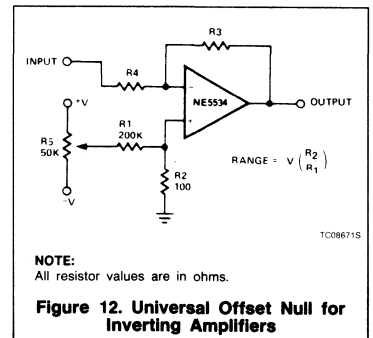 R3
INPUT
R4
NE5534
OUTPUT
+V
R1
200K
R5
50K
R2
100
-V
RANGE = V (R2/R1)
TC08671S
NOTE:
All resistor values are in ohms.
Figure 12. Universal Offset Null for
Inverting Amplifiers